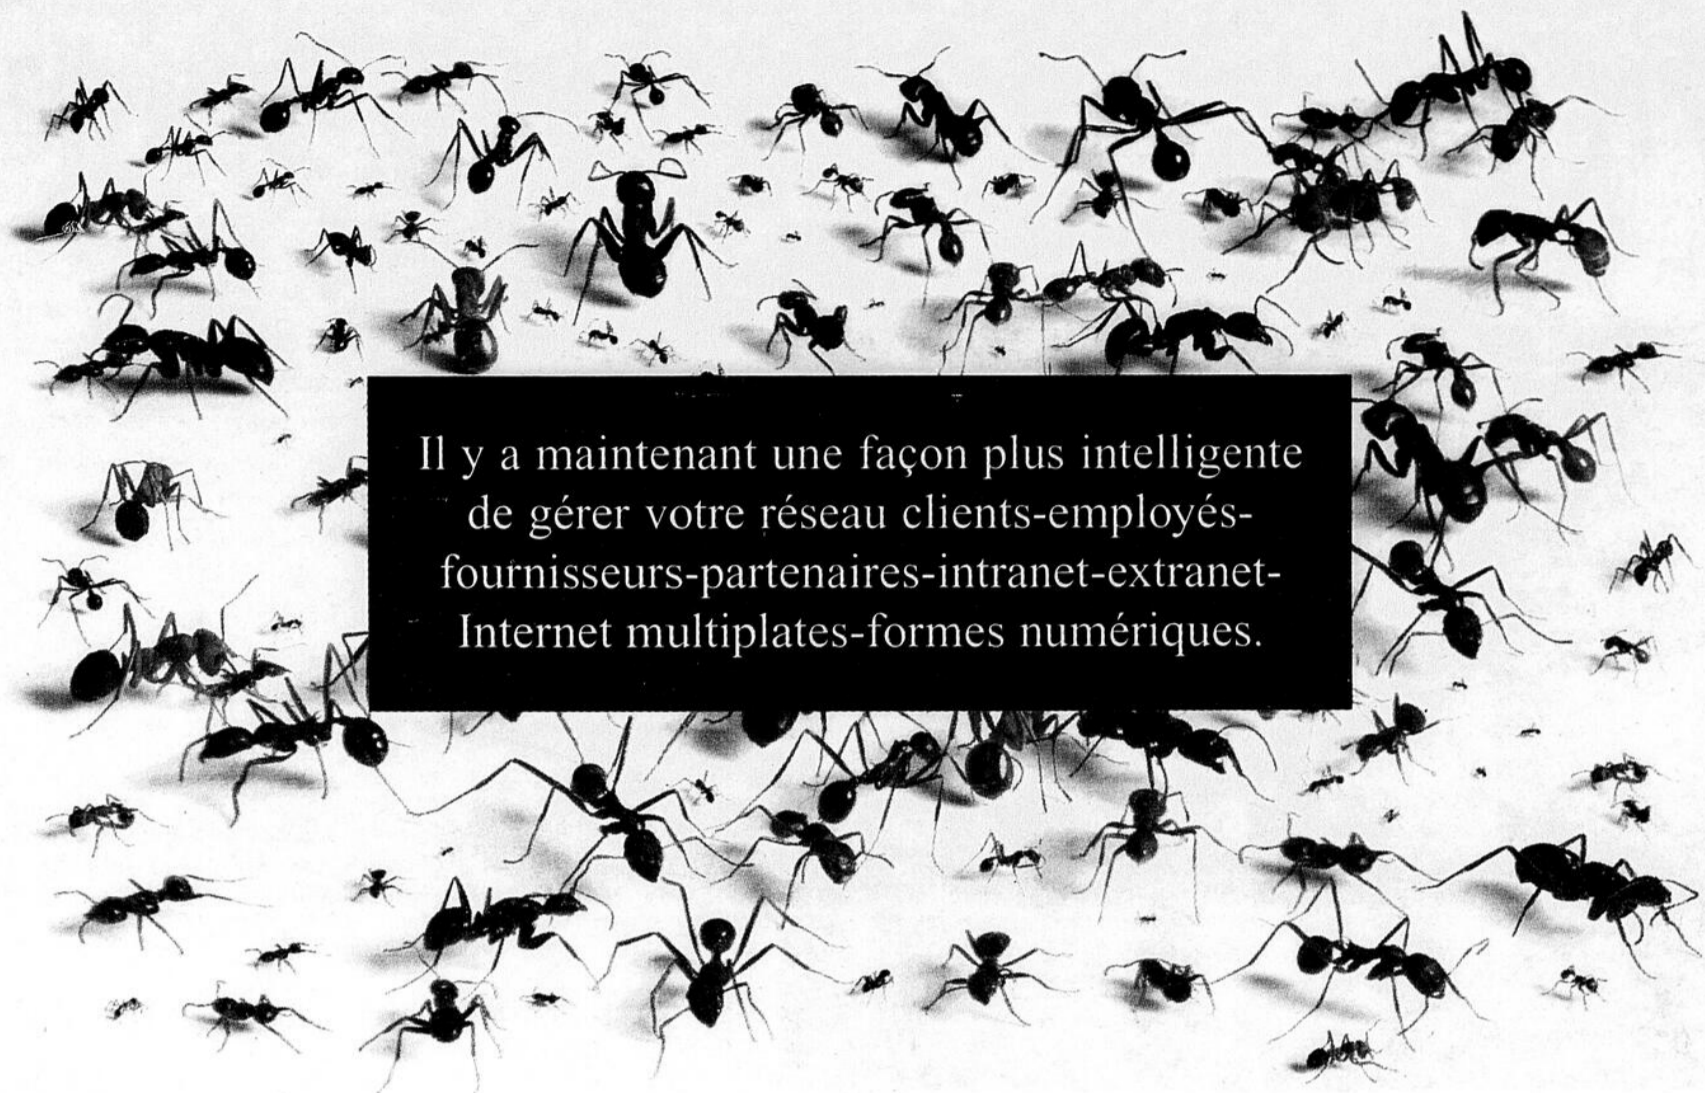 Il y a maintenant une façon plus intelligente
de gérer votre réseau clients-employés-
fournisseurs-partenaires-intranet-extranet-
Internet multiplates-formes numériques.